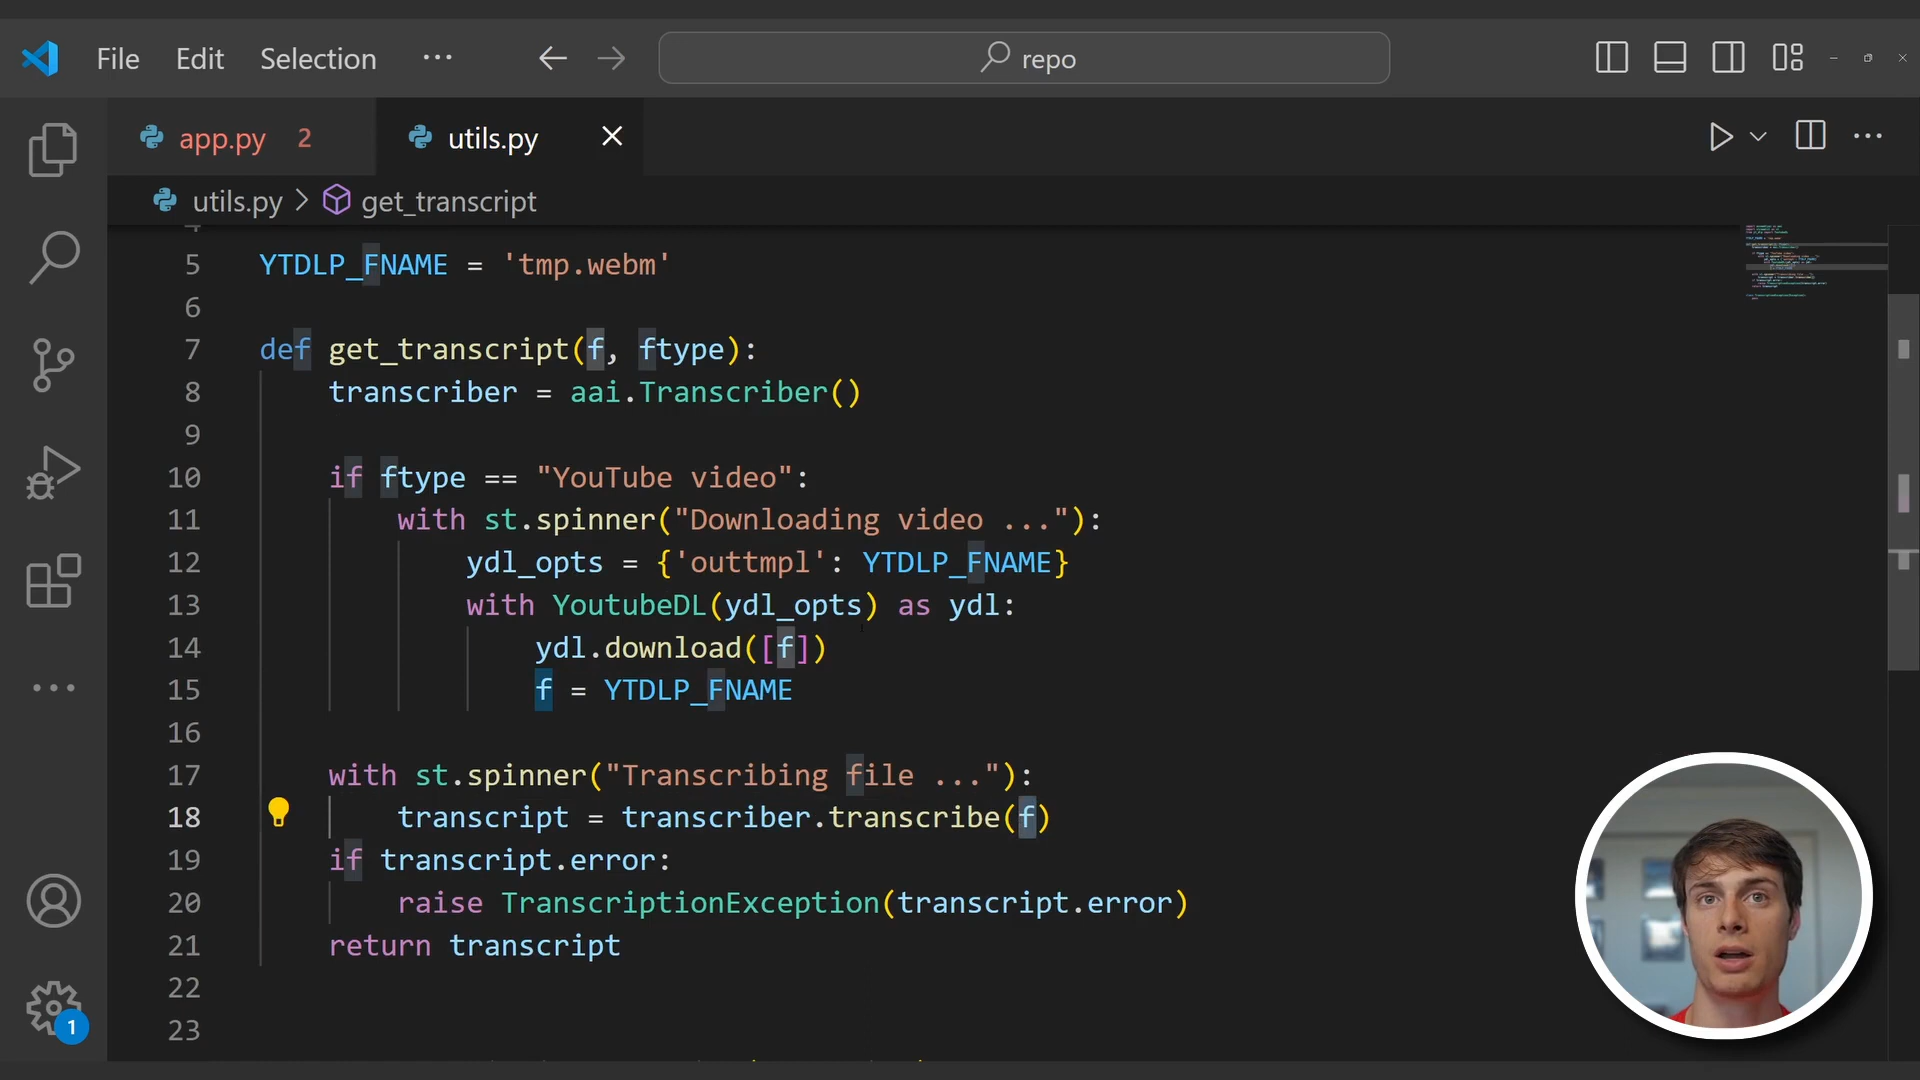 File Edit Selection ··· repo
app.py 2 utils.py
utils.py > get_transcript
5 YTDLP_FNAME = 'tmp.webm'
6
7 def get_transcript(f, ftype):
8 transcriber = aai.Transcriber()
9
10 if ftype == "YouTube video":
11 with st.spinner("Downloading video ..."):
12 ydl_opts = {'outtmpl': YTDLP_FNAME}
13 with YoutubeDL(ydl_opts) as ydl:
14 ydl.download([f])
15 f = YTDLP_FNAME
16
17 with st.spinner("Transcribing file ..."):
18 transcript = transcriber.transcribe(f)
19 if transcript.error:
20 raise TranscriptionException(transcript.error)
21 return transcript
22
23
1